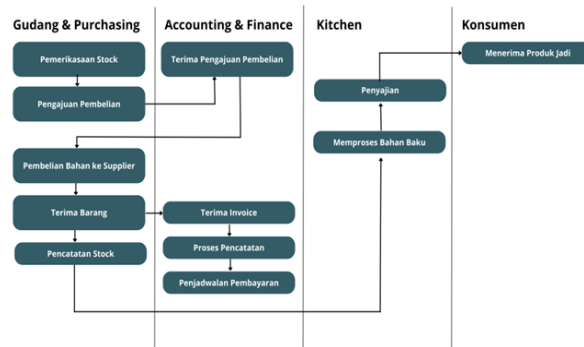 Gudang & Purchasing
Accounting & Finance
Kitchen
Konsumen
Pemerikasaan Stock
Terima Pengajuan Pembelian
Menerima Produk Jadi
Pengajuan Pembelian
Penyajian
Memproses Bahan Baku
Pembelian Bahan ke Supplier
Terima Barang
Terima Invoice
Pencatatan Stock
Proses Pencatatan
Penjadwalan Pembayaran